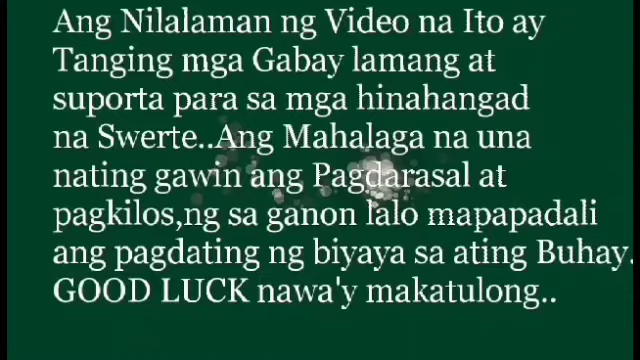 Ang Nilalaman ng Video na Ito ay
Tanging mga Gabay lamang at
suporta para sa mga hinahangad
na Swerte..Ang Mahalaga na una
nating gawin ang Pagdarasal at
pagkilos,ng sa ganon lalo mapapadali
ang pagdating ng biyaya sa ating Buhay.
GOOD LUCK nawa'y makatulong..